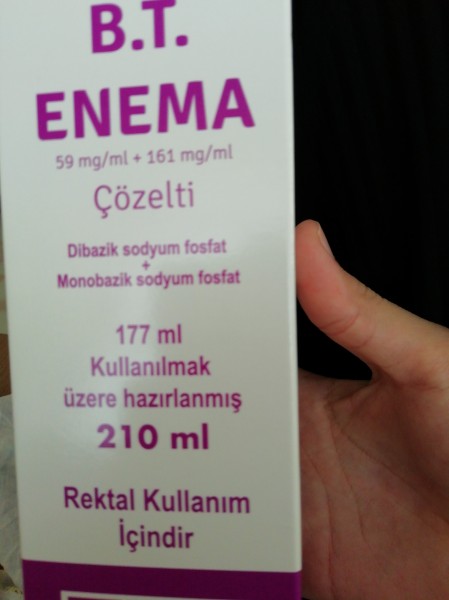 B.T.
ENEMA
59 mg/ml + 161 mg/ml
Çözelti
Dibazik sodyum fosfat
+
Monobazik sodyum fosfat
177 ml
Kullanılmak
üzere hazırlanmış
210 ml
Rektal Kullanım
İçindir